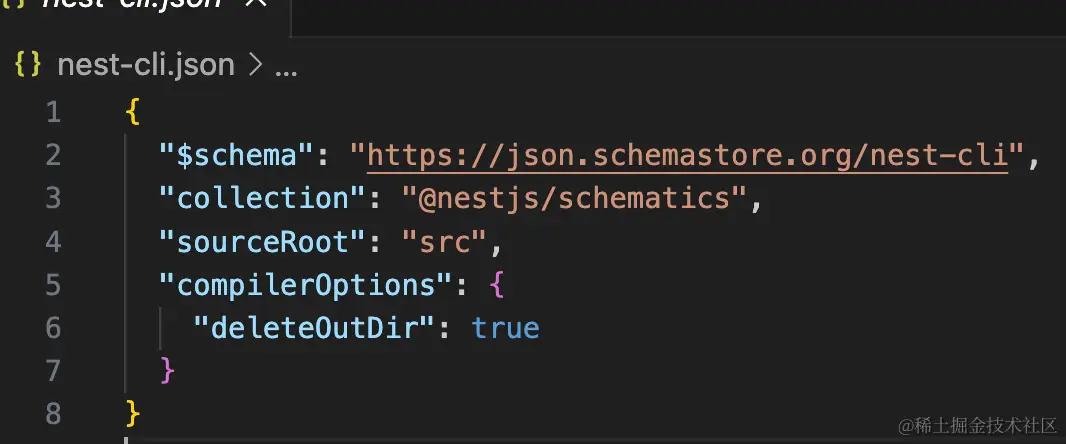 nest-cli.json ×
{} nest-cli.json > ...
1 {
2   "$schema": "https://json.schemastore.org/nest-cli",
3   "collection": "@nestjs/schematics",
4   "sourceRoot": "src",
5   "compilerOptions": {
6     "deleteOutDir": true
7   }
8 }
@稀土掘金技术社区